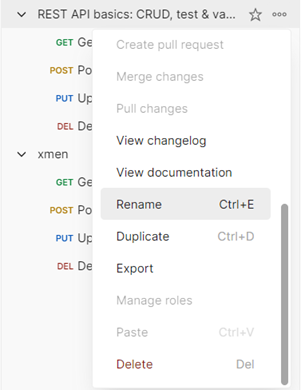 REST API basics: CRUD, test & va...
GET Ge
POST Po
PUT Up
DEL De
xmen
GET Ge
POST Po
PUT Up
DEL De
Create pull request
Merge changes
Pull changes
View changelog
View documentation
Rename Ctrl+E
Duplicate Ctrl+D
Export
Manage roles
Paste Ctrl+V
Delete Del